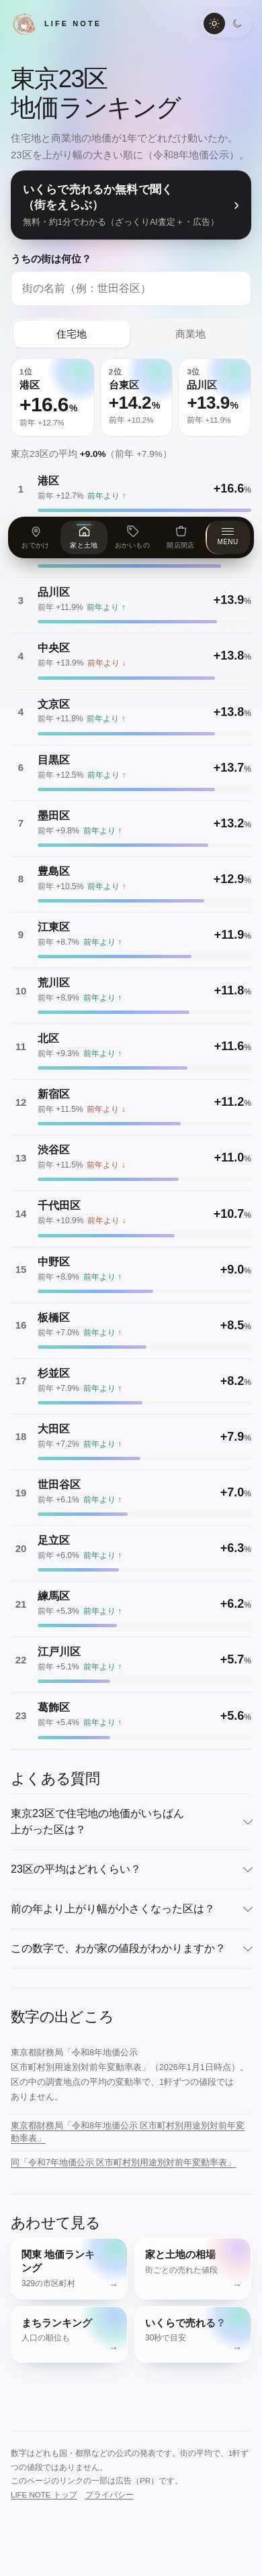 LIFE NOTE
東京23区
地価ランキング
住宅地と商業地の地価が1年でどれだけ動いたか。
23区を上がり幅の大きい順に（令和8年地価公示）。
いくらで売れるか無料で聞く
（街をえらぶ）
›
無料・約1分でわかる（ざっくりAI査定＋・広告）
うちの街は何位？
街の名前（例：世田谷区）
住宅地 商業地
1位
港区
+16.6%
前年 +12.7%
2位
台東区
+14.2%
前年 +10.2%
3位
品川区
+13.9%
前年 +11.9%
東京23区の平均 +9.0%（前年 +7.9%）
1 港区 +16.6%
前年 +12.7% 前年より ↑
おでかけ 家と土地 おかいもの 開店閉店 MENU
3 品川区 +13.9%
前年 +11.9% 前年より ↑
4 中央区 +13.8%
前年 +13.9% 前年より ↓
4 文京区 +13.8%
前年 +11.8% 前年より ↑
6 目黒区 +13.7%
前年 +12.5% 前年より ↑
7 墨田区 +13.2%
前年 +9.8% 前年より ↑
8 豊島区 +12.9%
前年 +10.5% 前年より ↑
9 江東区 +11.9%
前年 +8.7% 前年より ↑
10 荒川区 +11.8%
前年 +8.9% 前年より ↑
11 北区 +11.6%
前年 +9.3% 前年より ↑
12 新宿区 +11.2%
前年 +11.5% 前年より ↓
13 渋谷区 +11.0%
前年 +11.5% 前年より ↓
14 千代田区 +10.7%
前年 +10.9% 前年より ↓
15 中野区 +9.0%
前年 +8.9% 前年より ↑
16 板橋区 +8.5%
前年 +7.0% 前年より ↑
17 杉並区 +8.2%
前年 +7.9% 前年より ↑
18 大田区 +7.9%
前年 +7.2% 前年より ↑
19 世田谷区 +7.0%
前年 +6.1% 前年より ↑
20 足立区 +6.3%
前年 +6.0% 前年より ↑
21 練馬区 +6.2%
前年 +5.3% 前年より ↑
22 江戸川区 +5.7%
前年 +5.1% 前年より ↑
23 葛飾区 +5.6%
前年 +5.4% 前年より ↑
よくある質問
東京23区で住宅地の地価がいちばん
上がった区は？
23区の平均はどれくらい？
前の年より上がり幅が小さくなった区は？
この数字で、わが家の値段がわかりますか？
数字の出どころ
東京都財務局「令和8年地価公示
区市町村別用途別対前年変動率表」（2026年1月1日時点）。
区の中の調査地点の平均の変動率で、1軒ずつの値段では
ありません。
東京都財務局「令和8年地価公示 区市町村別用途別対前年変
動率表」
同「令和7年地価公示 区市町村別用途別対前年変動率表」
あわせて見る
関東 地価ランキ
ング
329の市区町村
→
家と土地の相場
街ごとの売れた値段
→
まちランキング
人口の順位も
→
いくらで売れる？
30秒で目安
→
数字はどれも国・都県などの公式の発表です。街の平均で、1軒ず
つの値段ではありません。
このページのリンクの一部は広告（PR）です。
LIFE NOTE トップ プライバシー